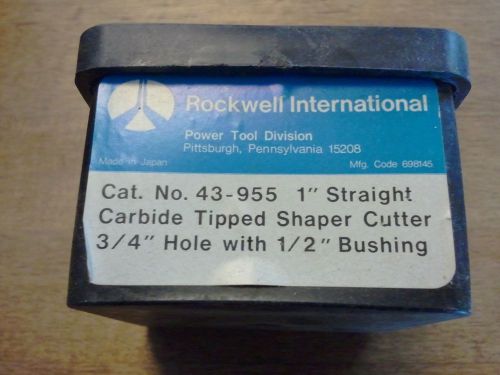 Rockwell International
Power Tool Division
Pittsburgh, Pennsylvania 15208
Made in Japan
Mfg. Code 698145
Cat. No. 43-955 1" Straight
Carbide Tipped Shaper Cutter
3/4" Hole with 1/2" Bushing